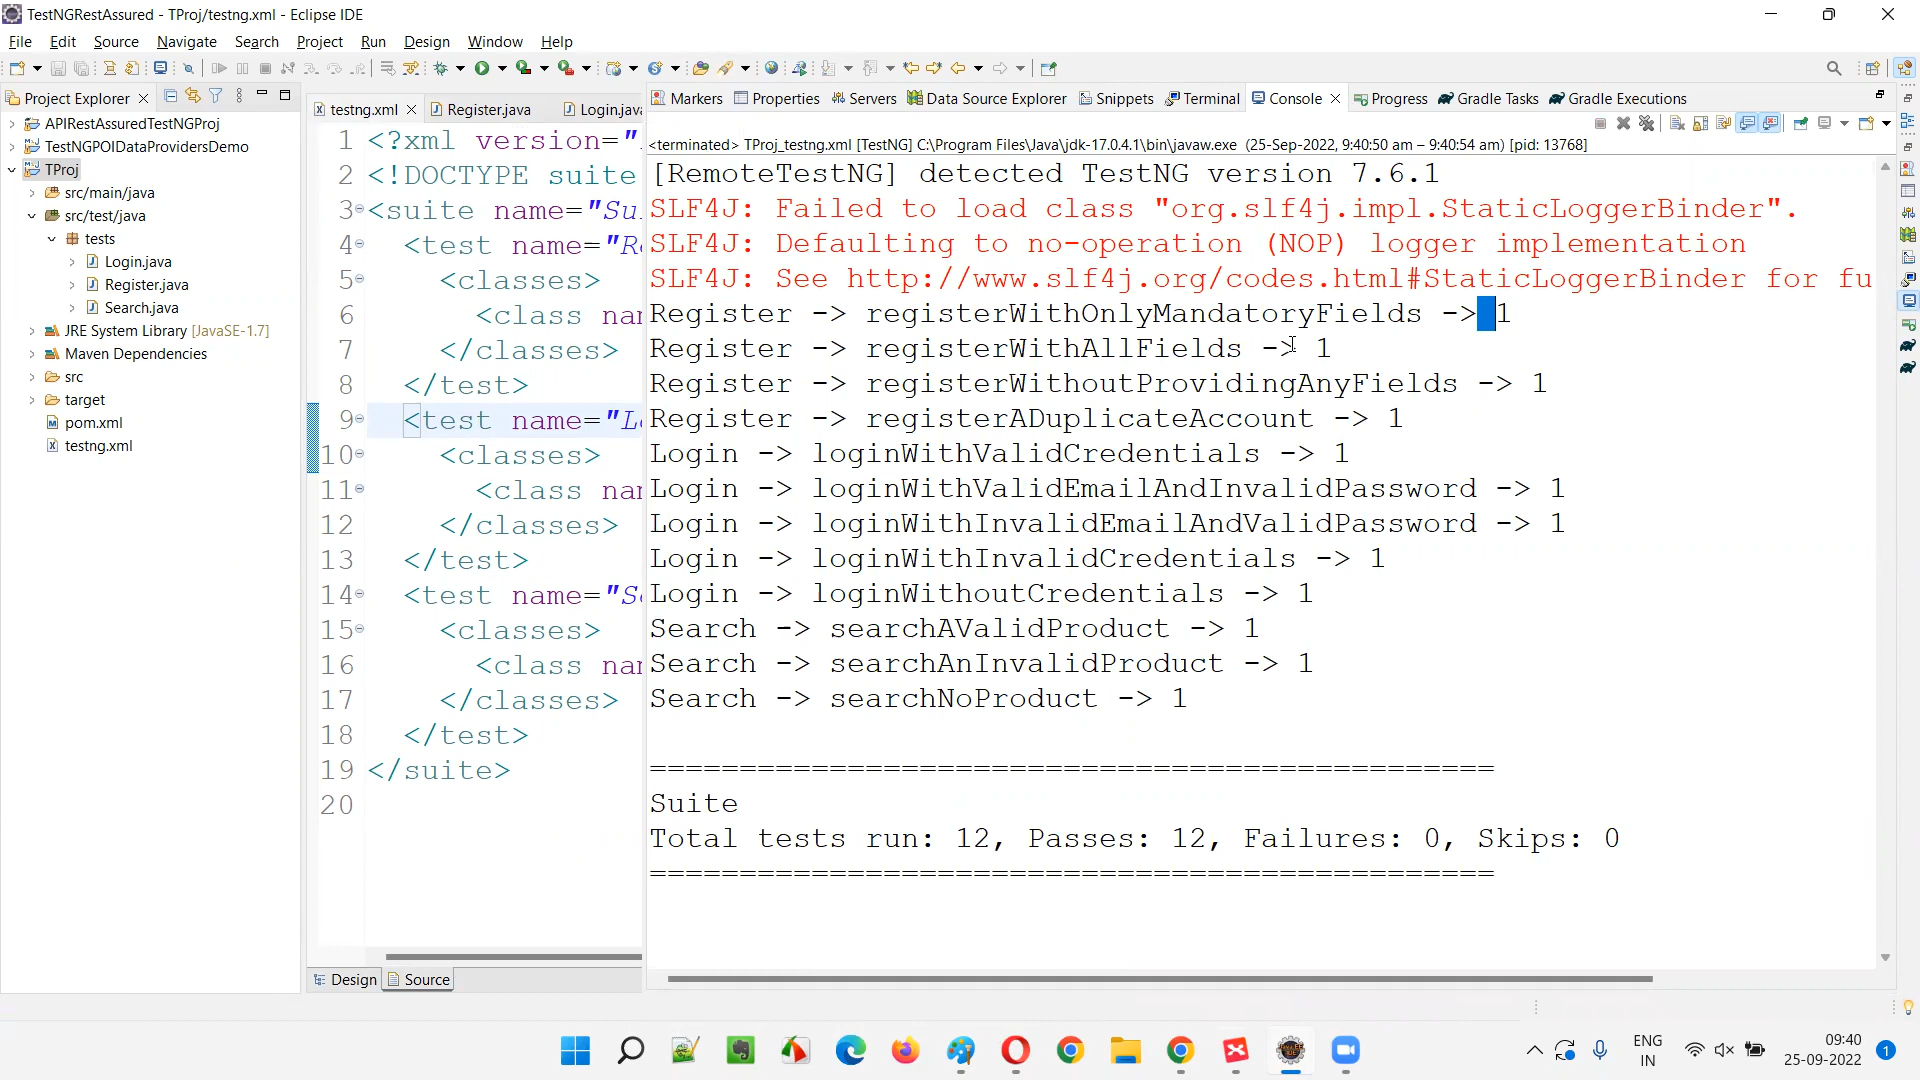 TestNGRestAssured - TProj/testng.xml - Eclipse IDE
File Edit Source Navigate Search Project Run Design Window Help
Project Explorer
APIRestAssuredTestNGProj
TestNGPOIDataProvidersDemo
TProj
src/main/java
src/test/java
tests
Login.java
Register.java
Search.java
JRE System Library [JavaSE-1.7]
Maven Dependencies
src
target
pom.xml
testng.xml
testng.xml Register.java Login.java
1 <?xml version="
2 <!DOCTYPE suite
3 <suite name="Su
4 <test name="Re
5 <classes>
6 <class nam
7 </classes>
8 </test>
9 <test name="Lo
10 <classes>
11 <class nam
12 </classes>
13 </test>
14 <test name="Se
15 <classes>
16 <class nam
17 </classes>
18 </test>
19 </suite>
20
Design Source
Markers Properties Servers Data Source Explorer Snippets Terminal Console Progress Gradle Tasks Gradle Executions
<terminated> TProj_testng.xml [TestNG] C:\Program Files\Java\jdk-17.0.4.1\bin\javaw.exe (25-Sep-2022, 9:40:50 am – 9:40:54 am) [pid: 13768]
[RemoteTestNG] detected TestNG version 7.6.1
SLF4J: Failed to load class "org.slf4j.impl.StaticLoggerBinder".
SLF4J: Defaulting to no-operation (NOP) logger implementation
SLF4J: See http://www.slf4j.org/codes.html#StaticLoggerBinder for fu
Register -> registerWithOnlyMandatoryFields -> 1
Register -> registerWithAllFields -> 1
Register -> registerWithoutProvidingAnyFields -> 1
Register -> registerADuplicateAccount -> 1
Login -> loginWithValidCredentials -> 1
Login -> loginWithValidEmailAndInvalidPassword -> 1
Login -> loginWithInvalidEmailAndValidPassword -> 1
Login -> loginWithInvalidCredentials -> 1
Login -> loginWithoutCredentials -> 1
Search -> searchAValidProduct -> 1
Search -> searchAnInvalidProduct -> 1
Search -> searchNoProduct -> 1
===============================================
Suite
Total tests run: 12, Passes: 12, Failures: 0, Skips: 0
===============================================
ENG
IN
09:40
25-09-2022
1